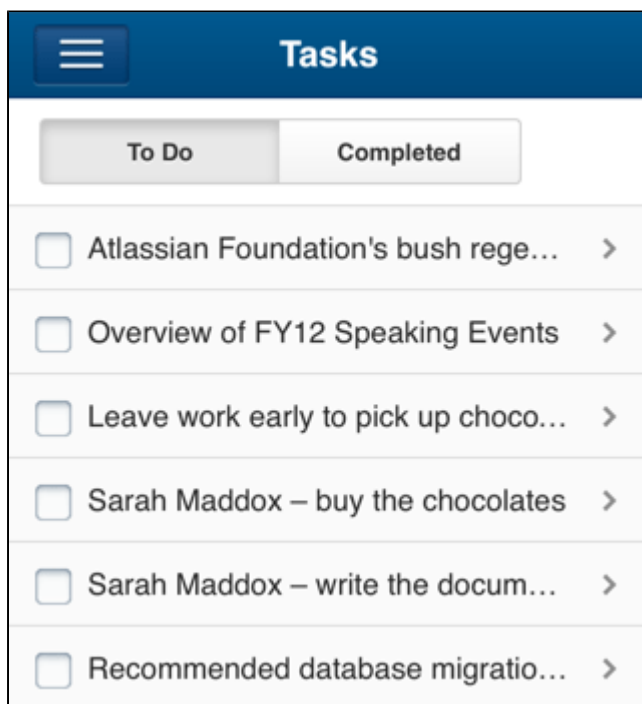 Tasks
To Do Completed
Atlassian Foundation's bush rege...
Overview of FY12 Speaking Events
Leave work early to pick up choco...
Sarah Maddox – buy the chocolates
Sarah Maddox – write the docum...
Recommended database migratio...